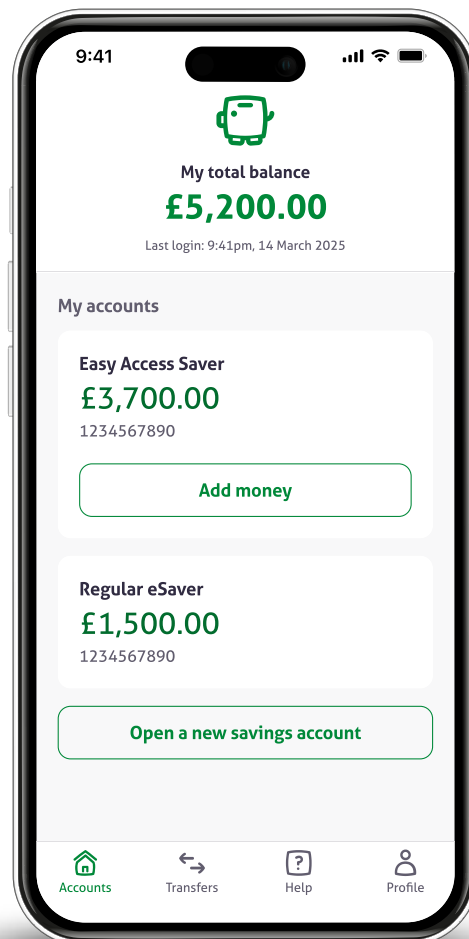 9:41
My total balance
£5,200.00
Last login: 9:41pm, 14 March 2025
My accounts
Easy Access Saver
£3,700.00
1234567890
Add money
Regular eSaver
£1,500.00
1234567890
Open a new savings account
Accounts
Transfers
?
Help
Profile